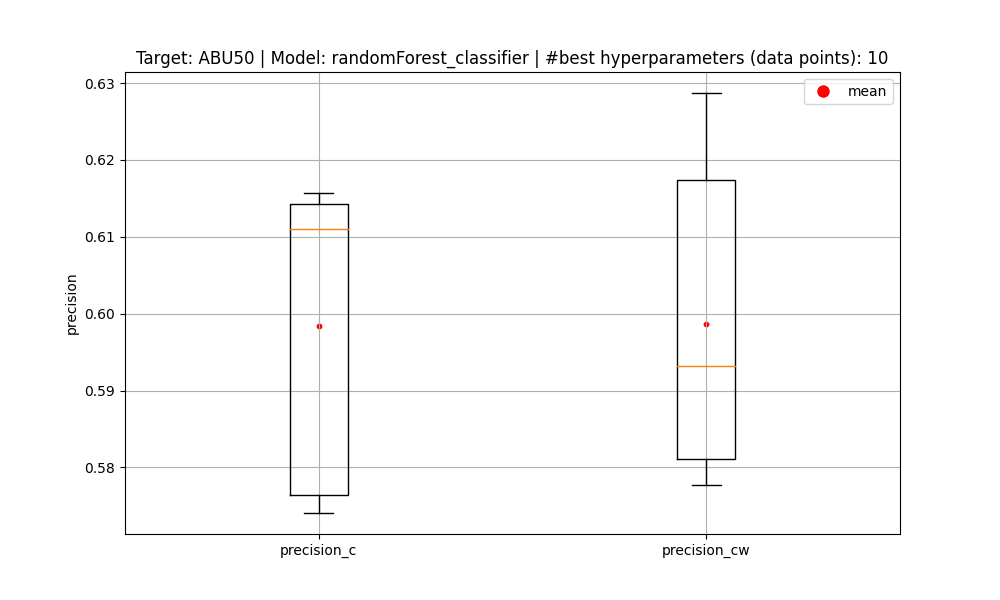 Target: ABU50 | Model: randomForest_classifier | #best hyperparameters (data points): 10
mean
0.63
0.62
0.61
0.60
0.59
0.58
precision
precision_c
precision_cw